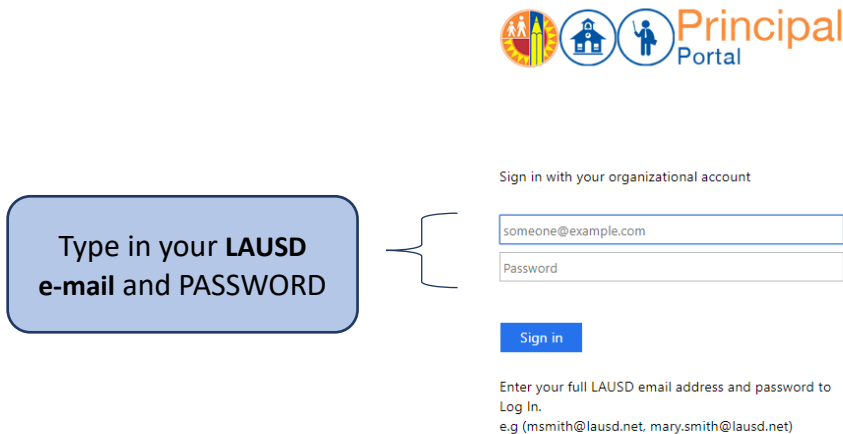 Principal
Portal
Sign in with your organizational account
Type in your LAUSD
e-mail and PASSWORD
someone@example.com
Password
Sign in
Enter your full LAUSD email address and password to
Log In.
e.g (msmith@lausd.net, mary.smith@lausd.net)